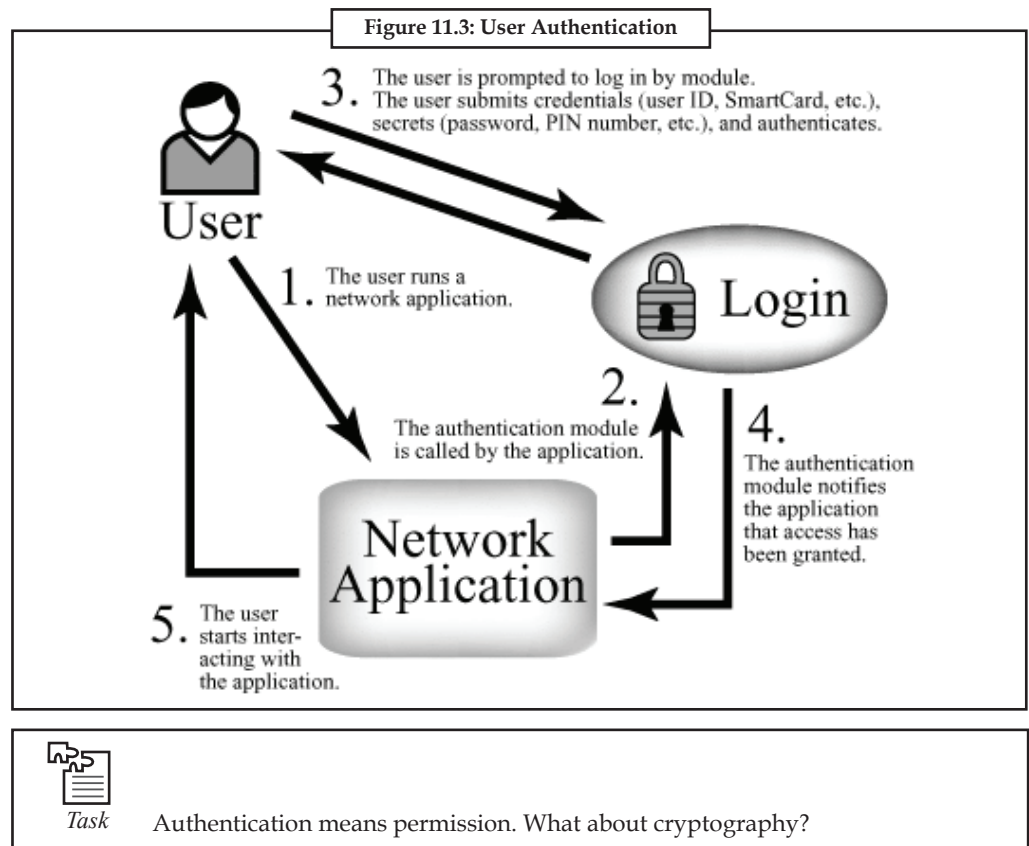 Figure 11.3: User Authentication
3. The user is prompted to log in by module.
The user submits credentials (user ID, SmartCard, etc.),
secrets (password, PIN number, etc.), and authenticates.
User
1. The user runs a
network application.
Login
2.
The authentication module
is called by the application.
4.
The authentication
module notifies
the application
that access has
been granted.
Network
Application
5. The user
starts inter-
acting with
the application.
Task
Authentication means permission. What about cryptography?